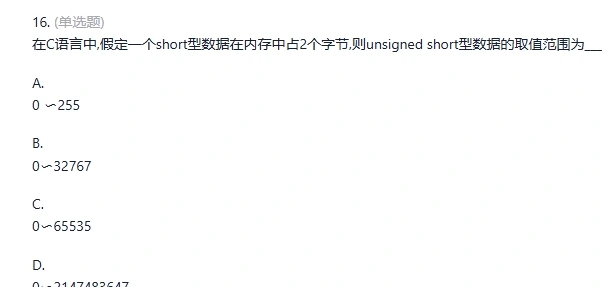 16. (单选题)
在C语言中,假定一个short型数据在内存中占2个字节,则unsigned short型数据的取值范围为___
A.
0 ∽255
B.
0∽32767
C.
0∽65535
D.
0∽2147483647